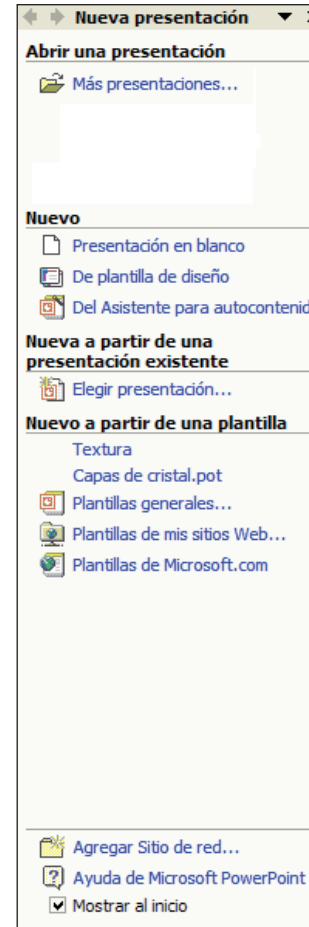 Nueva presentación
Abrir una presentación
Más presentaciones...
Nuevo
Presentación en blanco
De plantilla de diseño
Del Asistente para autocontenid
Nueva a partir de una
presentación existente
Elegir presentación...
Nuevo a partir de una plantilla
Textura
Capas de cristal.pot
Plantillas generales...
Plantillas de mis sitios Web...
Plantillas de Microsoft.com
Agregar Sitio de red...
Ayuda de Microsoft PowerPoint
Mostrar al inicio